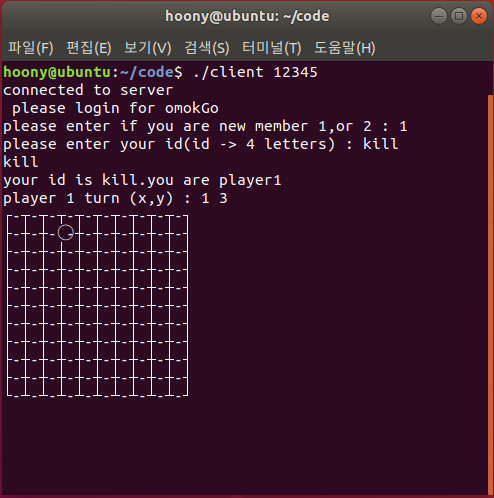 hoony@ubuntu: ~/code
파일(F) 편집(E) 보기(V) 검색(S) 터미널(T) 도움말(H)
hoony@ubuntu:~/code$ ./client 12345
connected to server
 please login for omokGo
please enter if you are new member 1,or 2 : 1
please enter your id(id -> 4 letters) : kill
kill
your id is kill.you are player1
player 1 turn (x,y) : 1 3